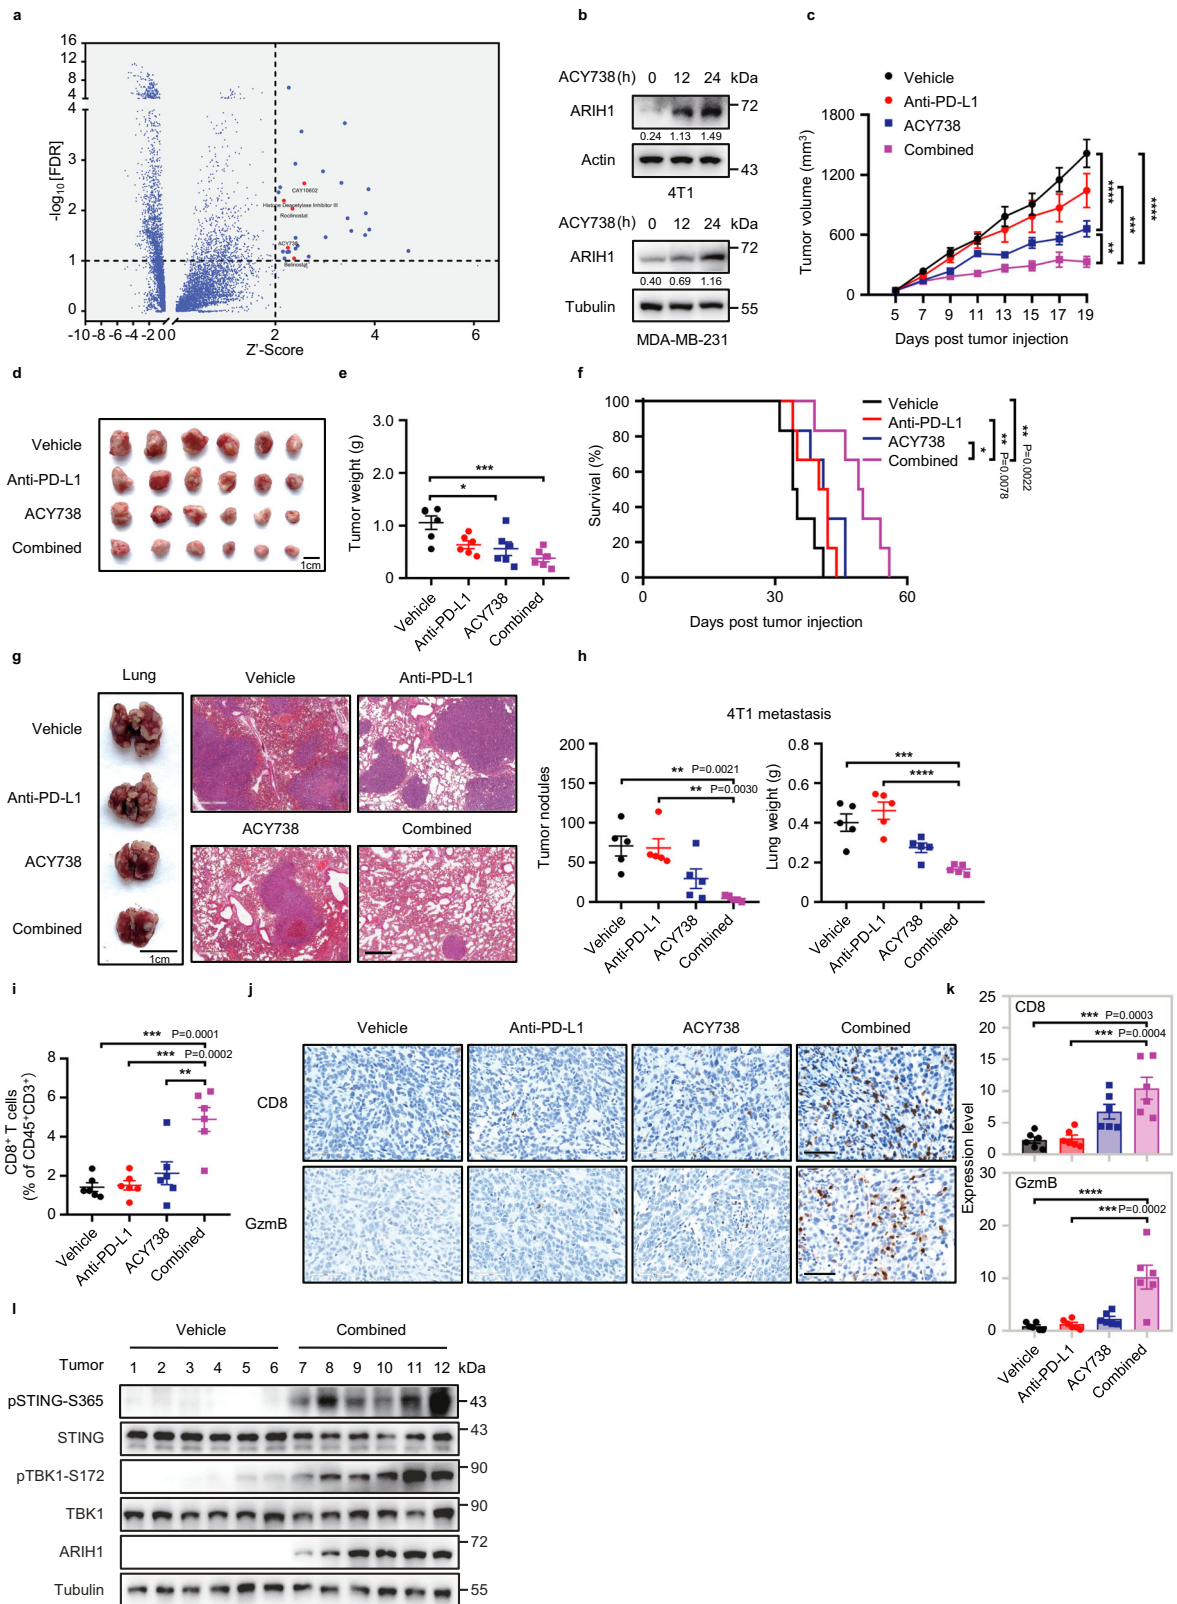 a
16
12
8
4
4
3
2
1
0
-log10[FDR]
CAY10602
Histone Deacetylase Inhibitor III
Rocilinostat
ACY738
Belinostat
-10 -8 -6 -4 -2 0 0 2 4 6
Z'-Score
b
ACY738 (h) 0 12 24 kDa
ARIH1 72
0.24 1.13 1.49
Actin 43
4T1
ACY738 (h) 0 12 24 kDa
ARIH1 72
0.40 0.69 1.16
Tubulin 55
MDA-MB-231
c
Vehicle
Anti-PD-L1
ACY738
Combined
1800
1200
600
0
Tumor volume (mm³)
5 7 9 11 13 15 17 19
Days post tumor injection
****
**
***
****
d
Vehicle
Anti-PD-L1
ACY738
Combined
1cm
e
3.0
2.0
1.0
0
Tumor weight (g)
***
*
Vehicle
Anti-PD-L1
ACY738
Combined
f
100
80
60
40
20
0
Survival (%)
0 30 60
Days post tumor injection
Vehicle
Anti-PD-L1
ACY738
Combined
*
** P=0.0078
** P=0.0022
g
Lung
Vehicle
Anti-PD-L1
ACY738
Combined
1cm
Vehicle Anti-PD-L1
ACY738 Combined
h
4T1 metastasis
200
150
100
50
0
Tumor nodules
** P=0.0021
** P=0.0030
Vehicle
Anti-PD-L1
ACY738
Combined
0.8
0.6
0.4
0.2
0
Lung weight (g)
***
****
Vehicle
Anti-PD-L1
ACY738
Combined
i
*** P=0.0001
*** P=0.0002
**
8
6
4
2
0
CD8⁺ T cells
(% of CD45⁺CD3⁺)
Vehicle
Anti-PD-L1
ACY738
Combined
j
Vehicle Anti-PD-L1 ACY738 Combined
CD8
GzmB
k
25
20
15
10
5
0
CD8
*** P=0.0003
*** P=0.0004
Expression level
30
20
10
0
GzmB
****
*** P=0.0002
Vehicle
Anti-PD-L1
ACY738
Combined
l
Vehicle Combined
Tumor 1 2 3 4 5 6 7 8 9 10 11 12 kDa
pSTING-S365 43
STING 43
pTBK1-S172 90
TBK1 90
ARIH1 72
Tubulin 55